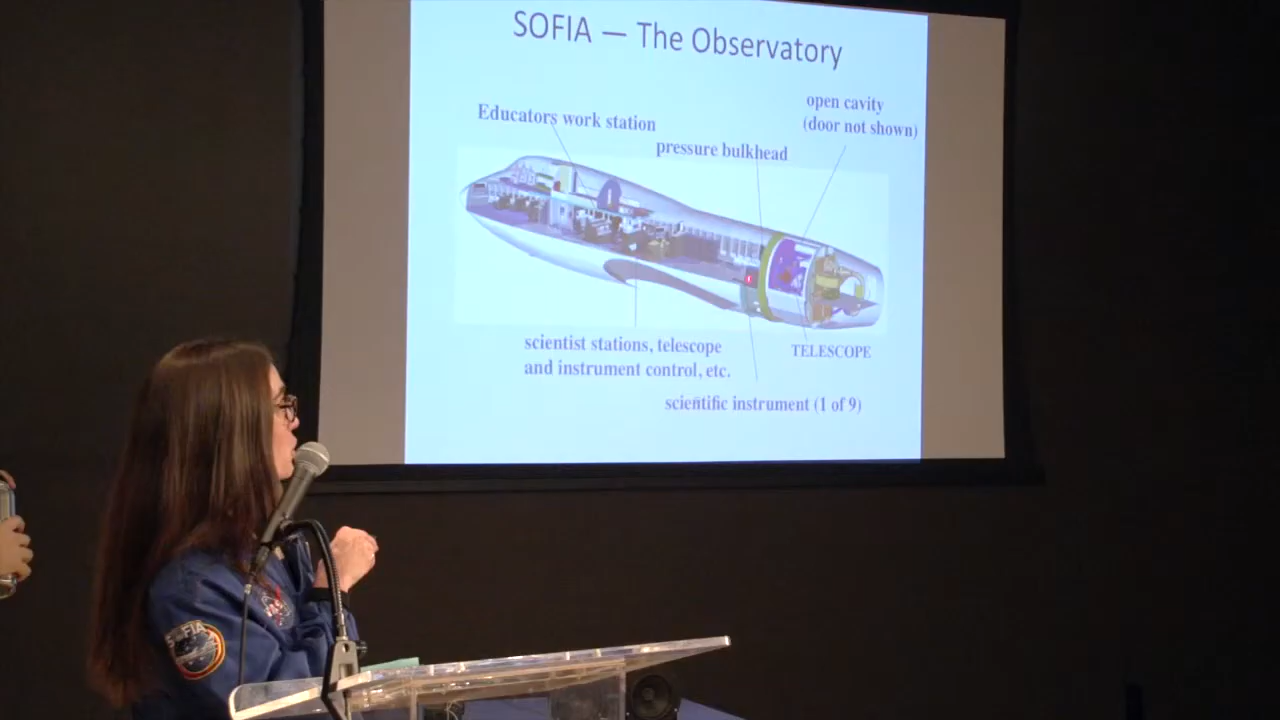 SOFIA — The Observatory
open cavity
(door not shown)
Educators work station
pressure bulkhead
scientist stations, telescope
and instrument control, etc.
TELESCOPE
scientific instrument (1 of 9)
SOFIA